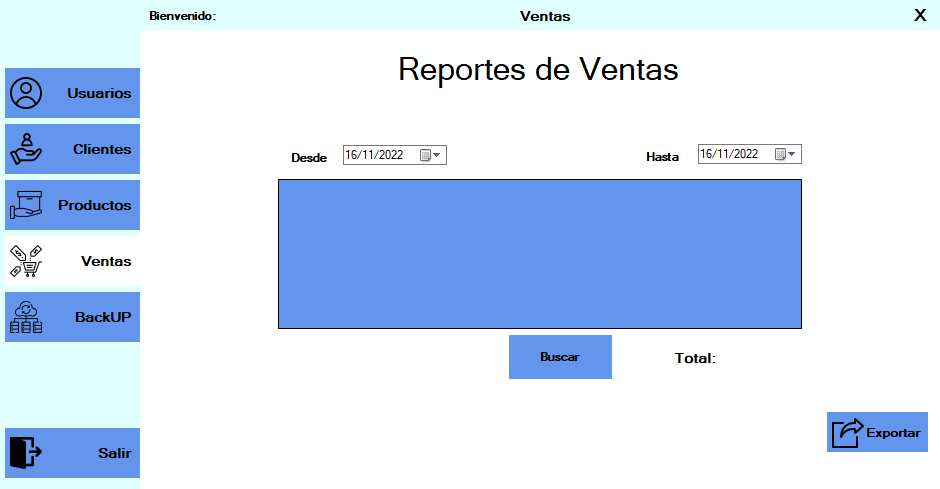 Bienvenido:
Ventas
X
Reportes de Ventas
Usuarios
Clientes
Productos
Ventas
BackUP
Salir
Desde
16/11/2022
Hasta
16/11/2022
Buscar
Total:
Exportar